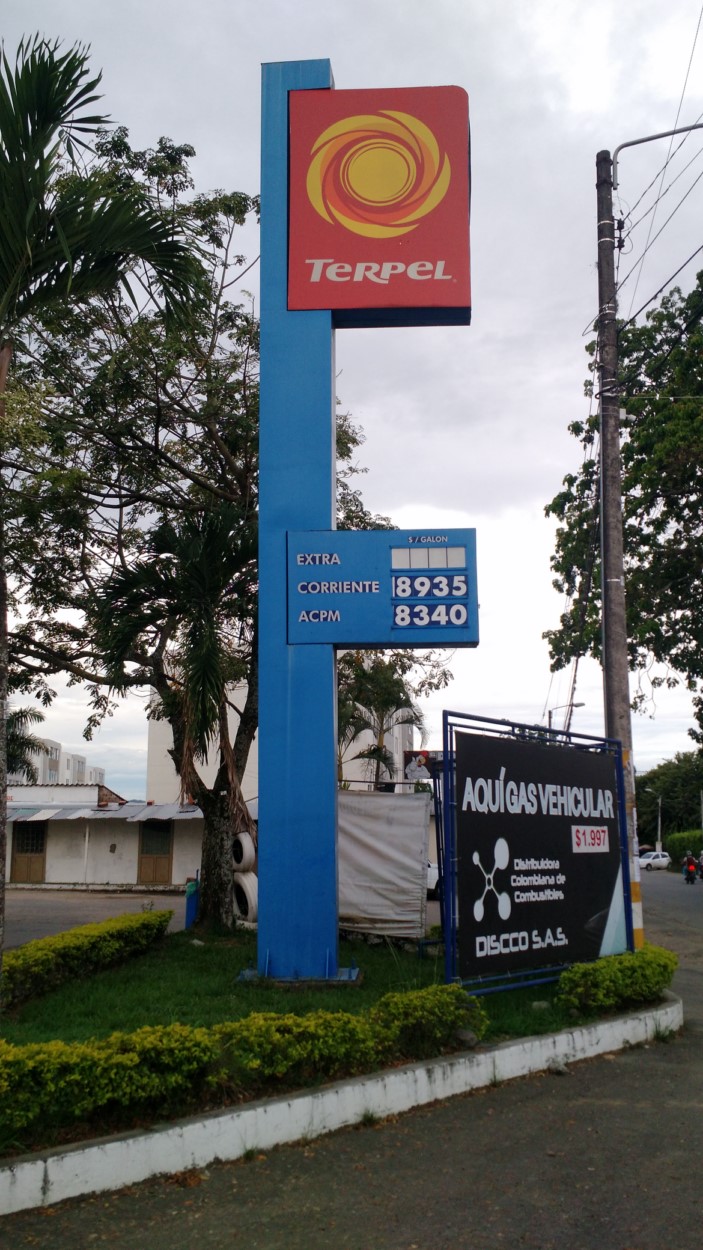 TERPEL
$ / GALON
EXTRA
CORRIENTE 8935
ACPM 8340
AQUÍ GAS VEHICULAR
$1.997
Distribuidora
Colombiana de
Combustibles
DISCCO S.A.S.